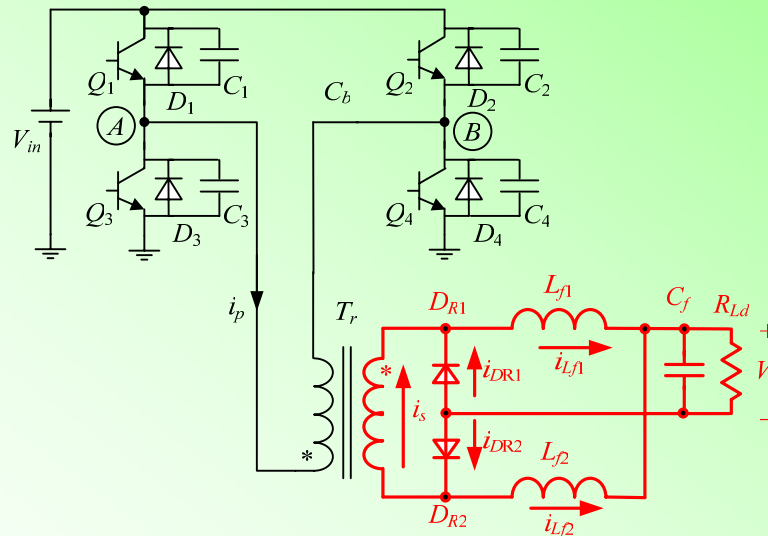 Q1
D1
C1
Cb
Q2
D2
C2
Vin
A
B
Q3
D3
C3
Q4
D4
C4
ip
Tr
*
*
is
DR1
iDR1
iDR2
DR2
Lf1
iLf1
Lf2
iLf2
Cf
RLd
+
V
−